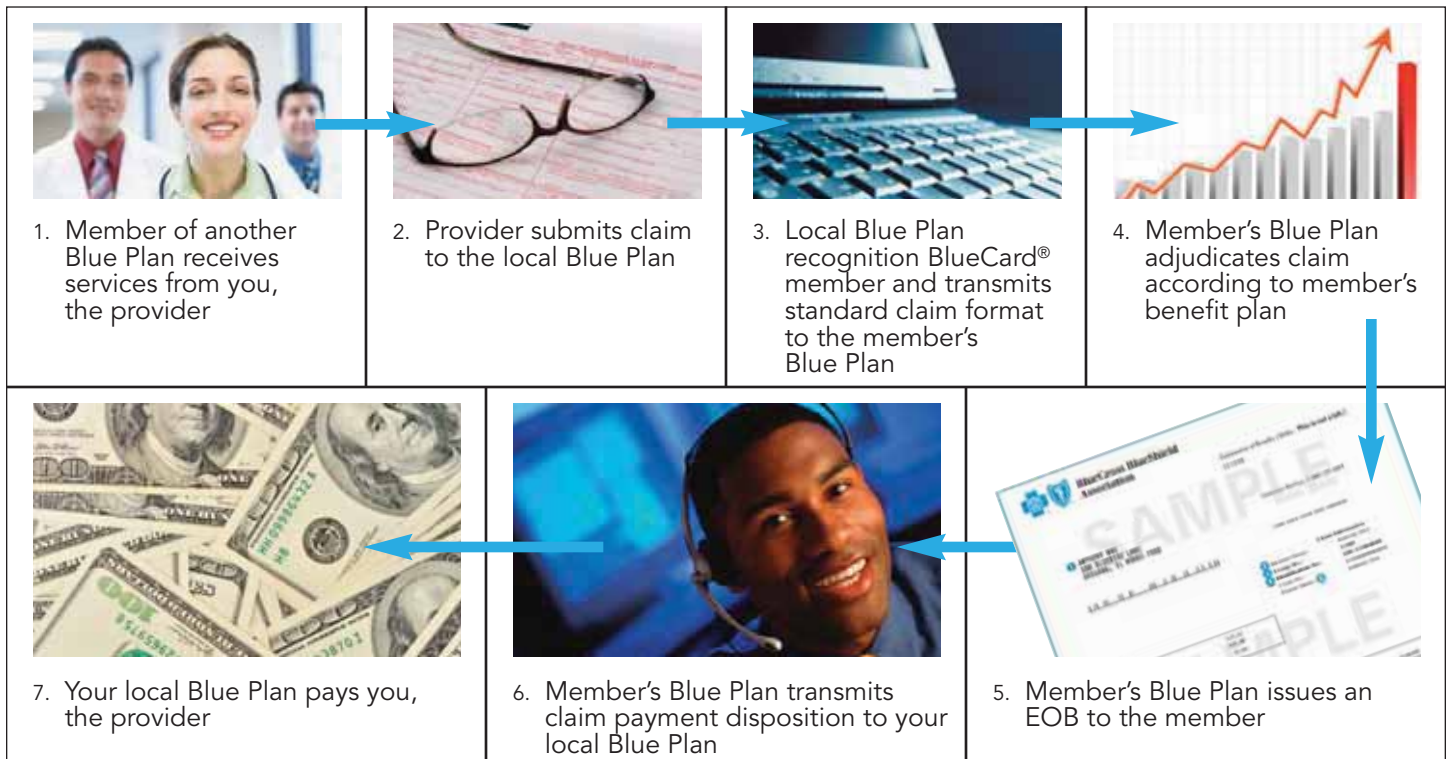 1. Member of another
Blue Plan receives
services from you,
the provider
2. Provider submits claim
to the local Blue Plan
3. Local Blue Plan
recognition BlueCard®
member and transmits
standard claim format
to the member’s
Blue Plan
4. Member’s Blue Plan
adjudicates claim
according to member’s
benefit plan
BlueCross BlueShield
Association
SAMPLE
5. Member’s Blue Plan issues an
EOB to the member
6. Member’s Blue Plan transmits
claim payment disposition to your
local Blue Plan
7. Your local Blue Plan pays you,
the provider